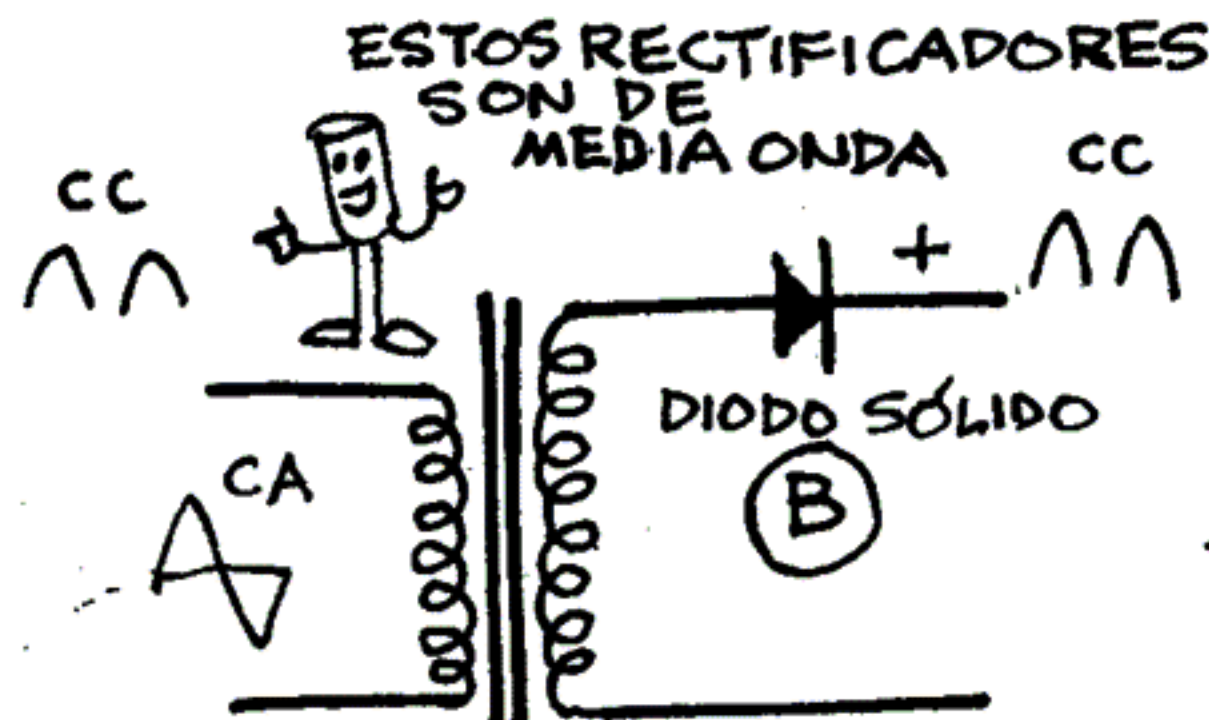 ESTOS RECTIFICADORES
SON DE
MEDIA ONDA
CC
CC
+
DIODO SÓLIDO
CA
B